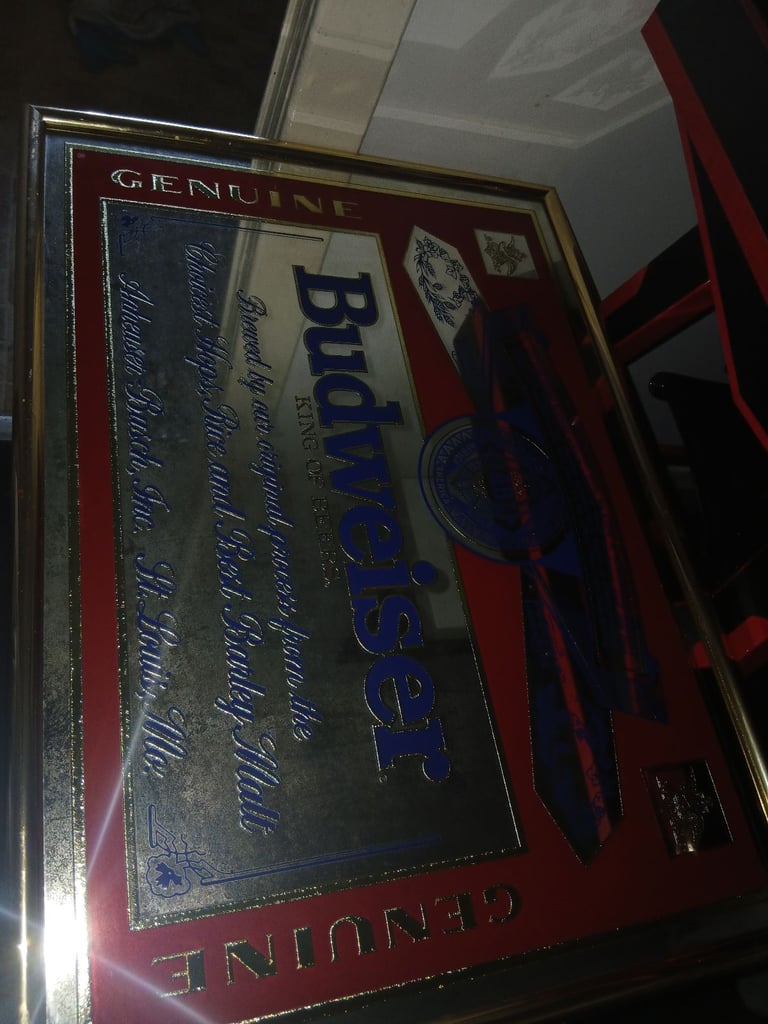 GENUINE
Budweiser
KING OF BEERS.
Brewed by our original process from the
Choicest Hops, Rice and Best Barley Malt
Anheuser-Busch, Inc. St. Louis, Mo.
GENUINE